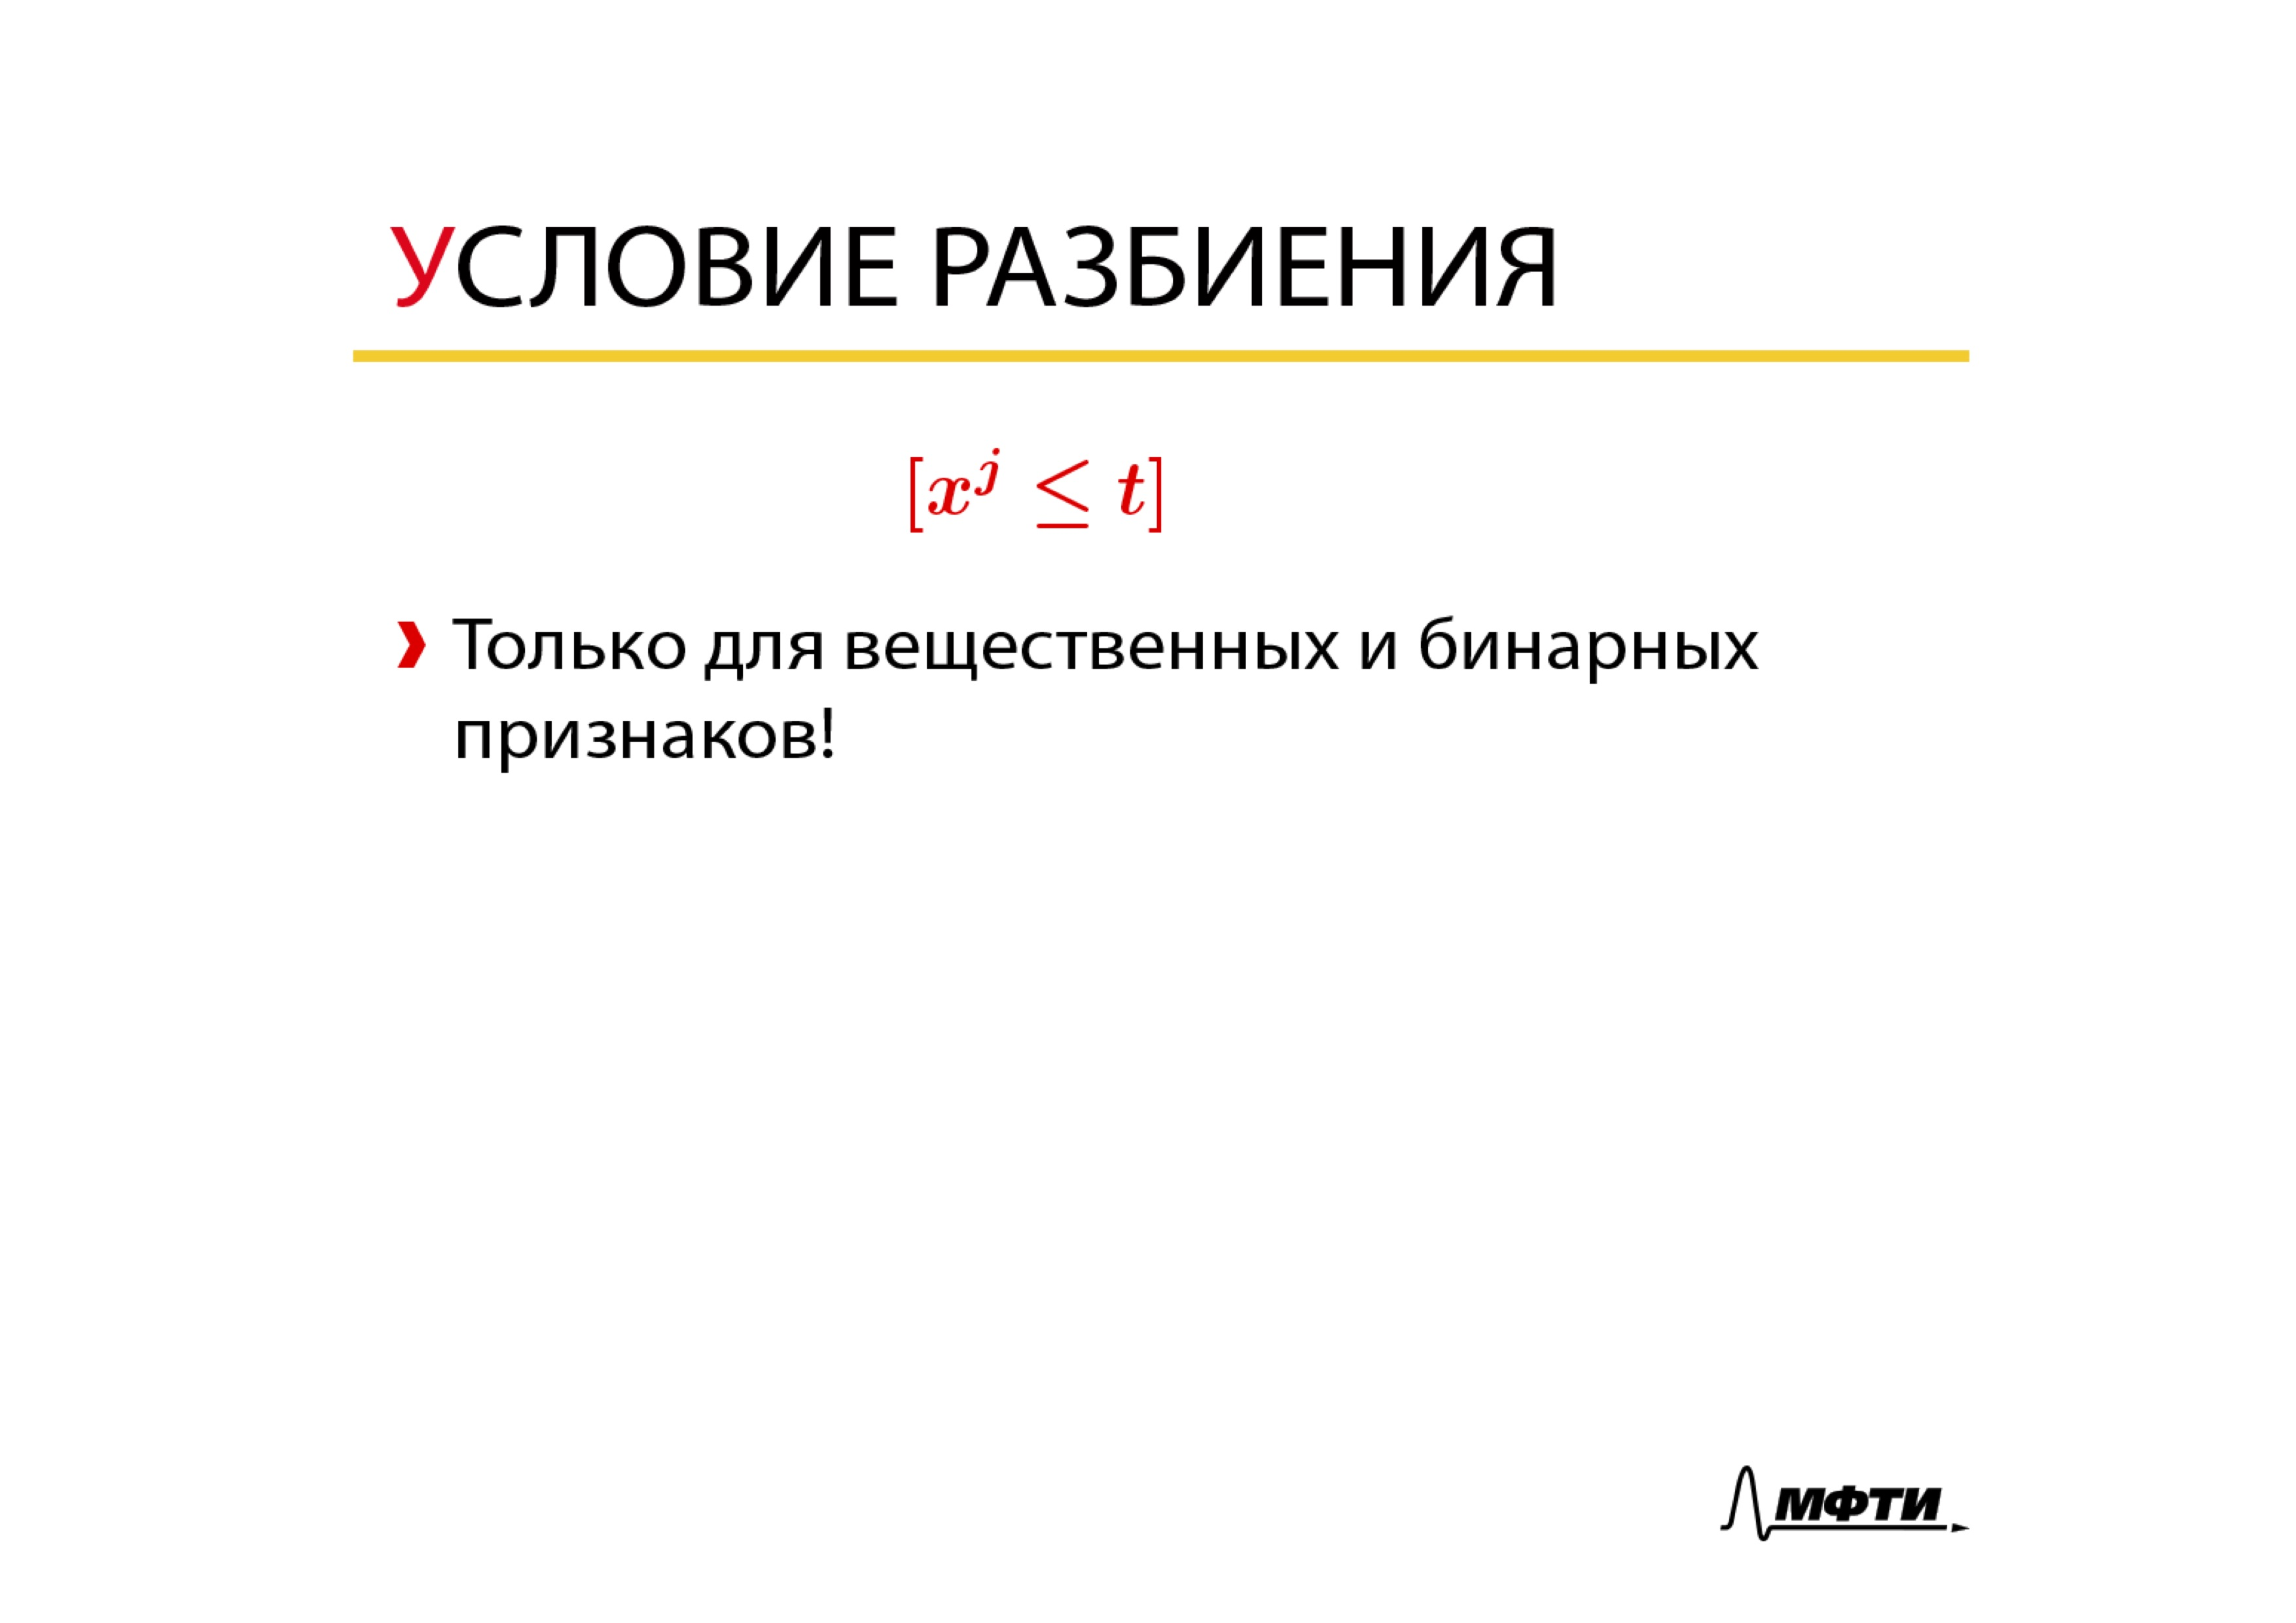 УСЛОВИЕ РАЗБИЕНИЯ
[x^j ≤ t]
Только для вещественных и бинарных
признаков!
МФТИ